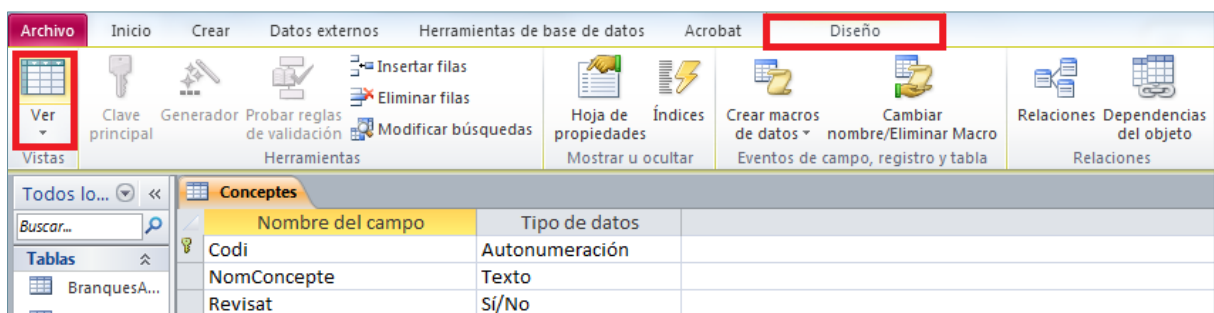 Archivo Inicio Crear Datos externos Herramientas de base de datos Acrobat Diseño
Ver
Clave principal
Generador
Probar reglas de validación
Insertar filas
Eliminar filas
Modificar búsquedas
Hoja de propiedades
Índices
Crear macros de datos
Cambiar nombre/Eliminar Macro
Relaciones
Dependencias del objeto
Vistas Herramientas Mostrar u ocultar Eventos de campo, registro y tabla Relaciones
Todos lo...
Buscar...
Tablas
BranquesA...
Conceptes
Nombre del campo Tipo de datos
Codi Autonumeración
NomConcepte Texto
Revisat Sí/No